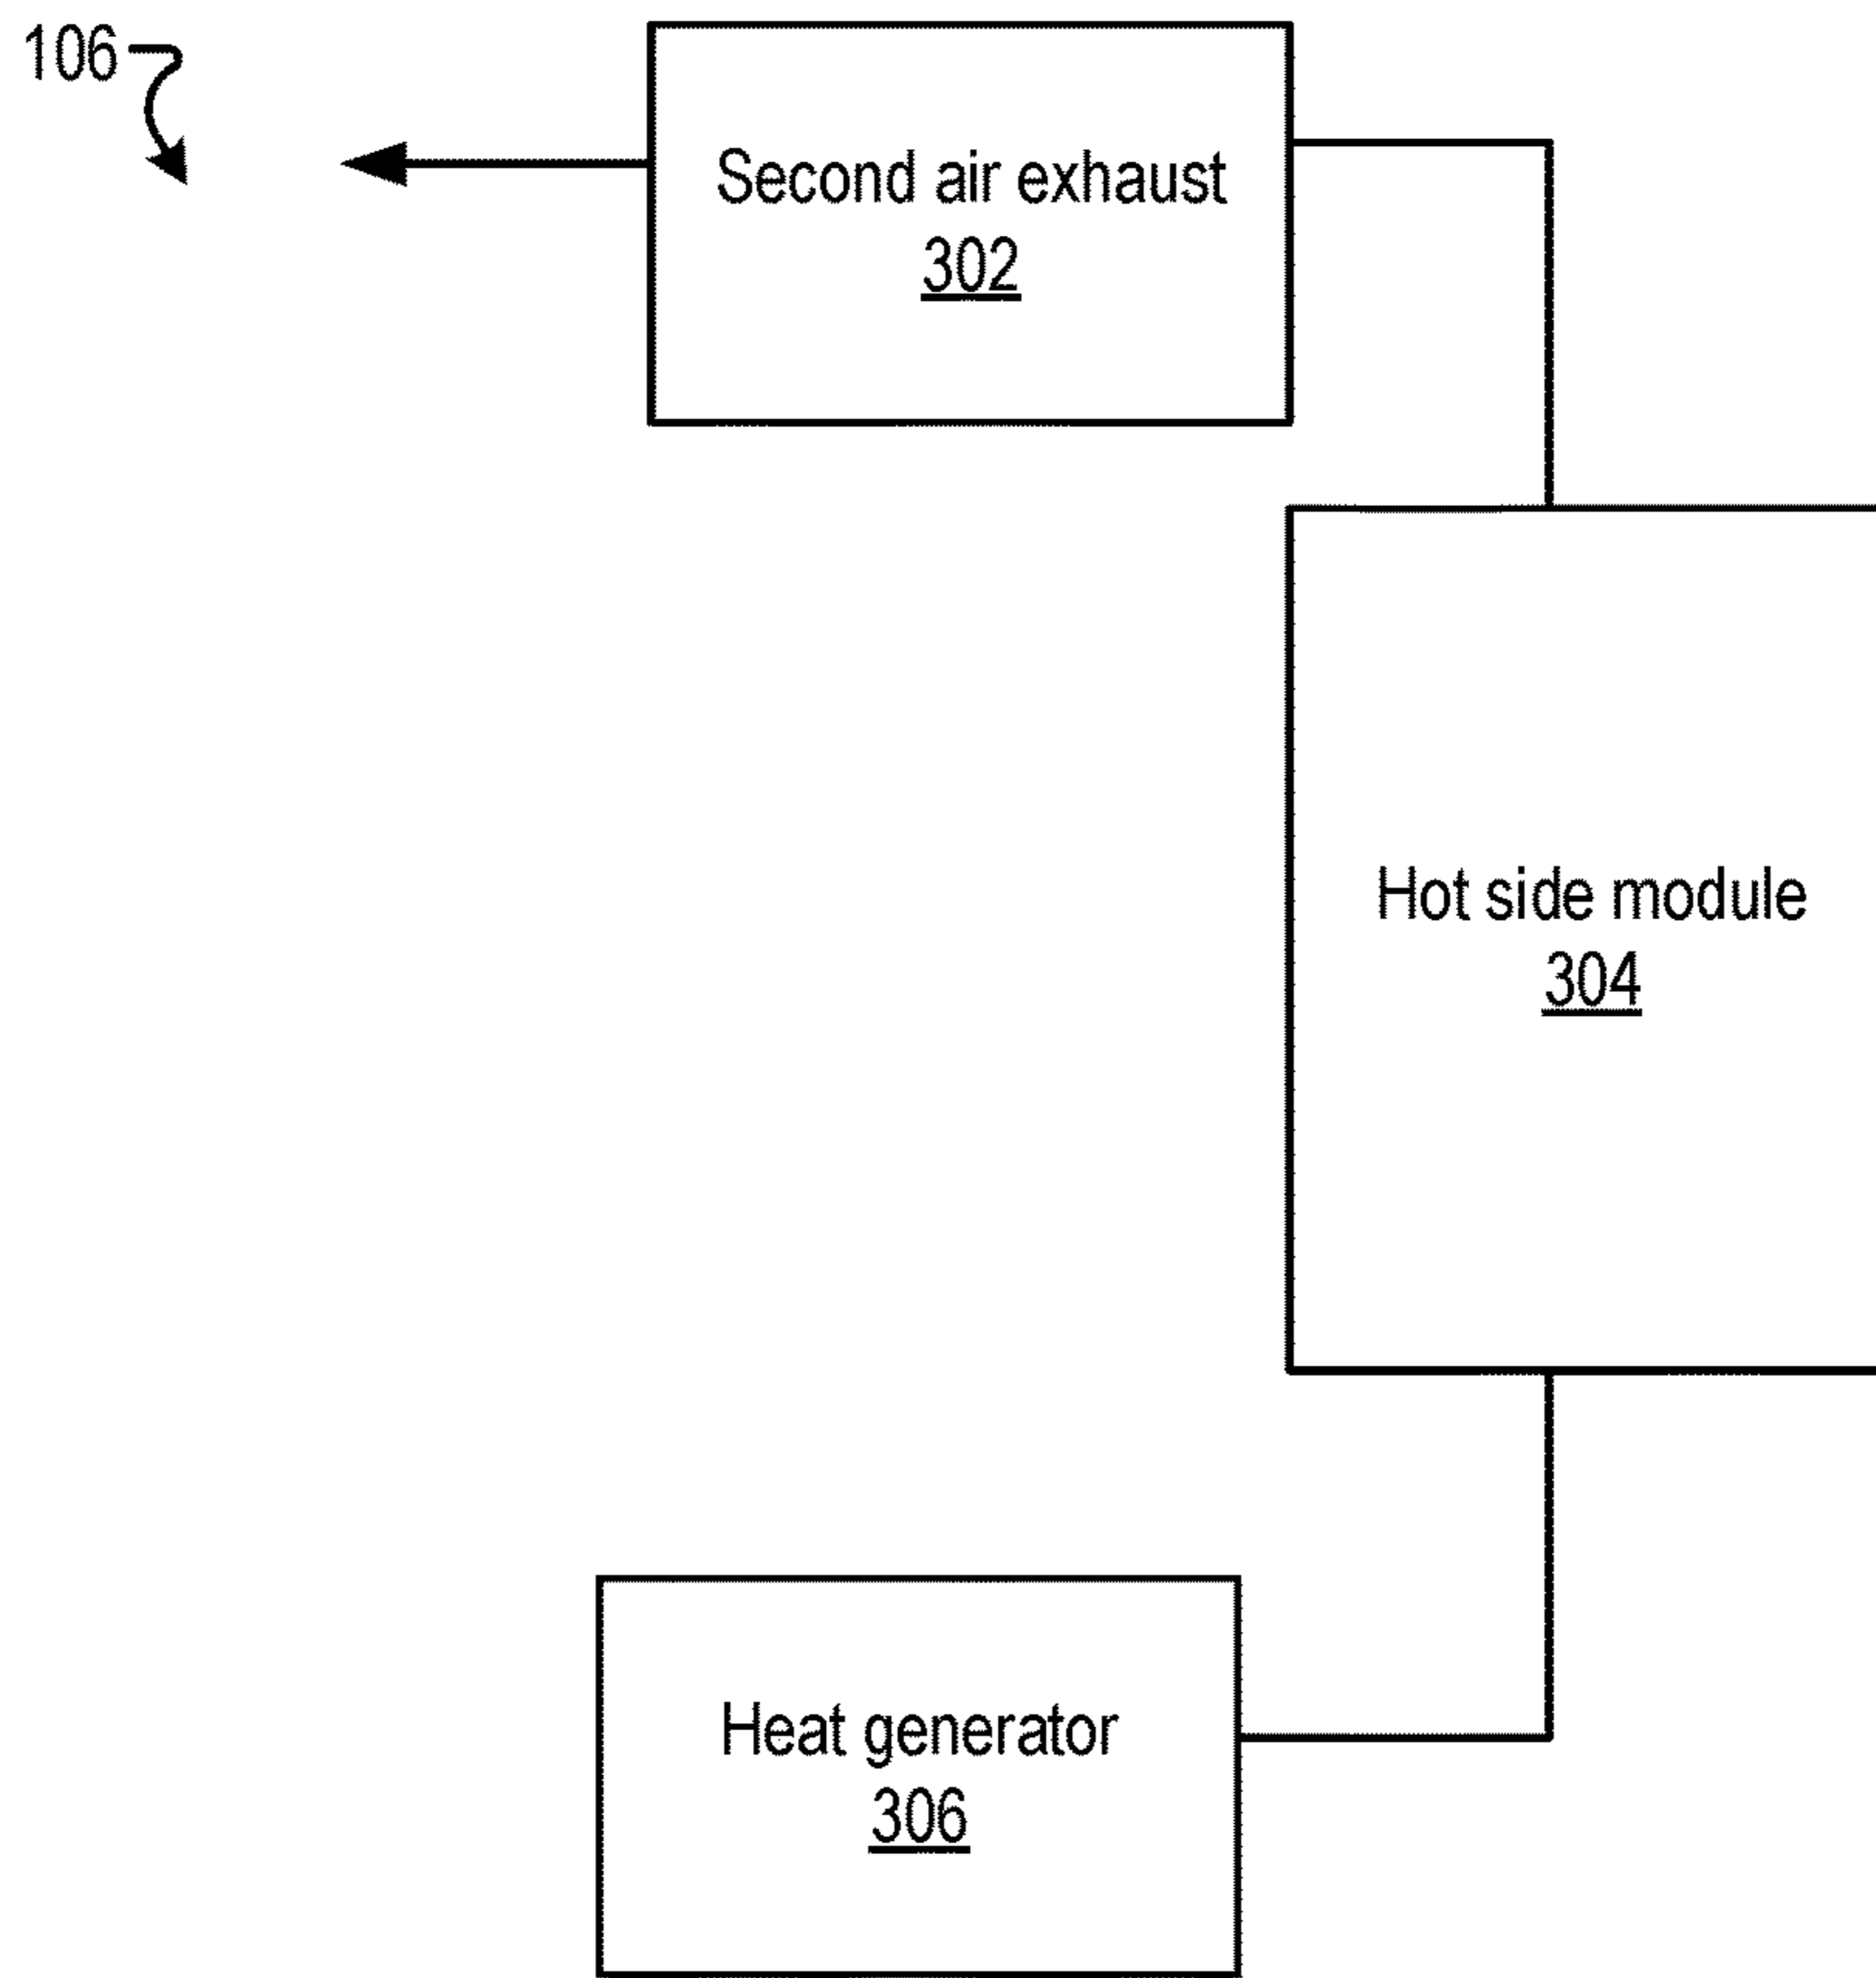 106
Second air exhaust
302
Hot side module
304
Heat generator
306